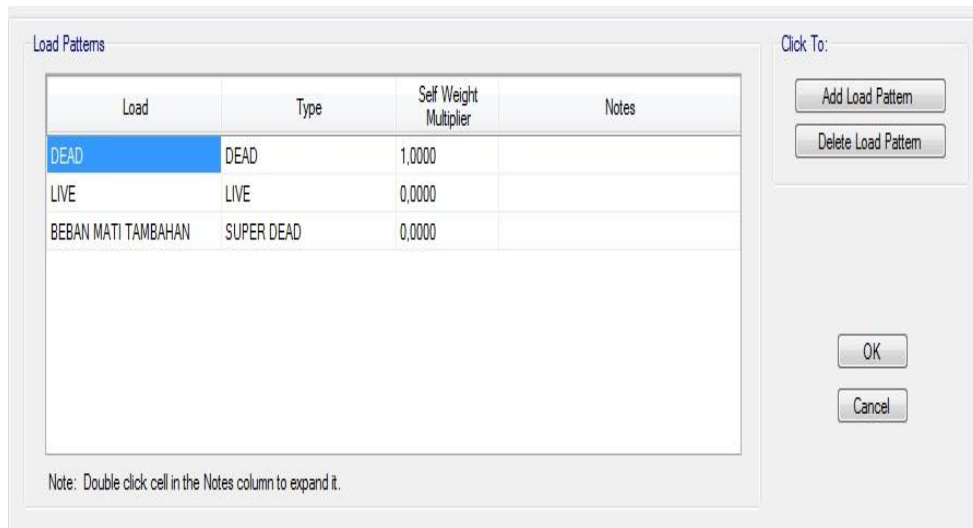 Load Patterns
Click To:
Load Type Self Weight Multiplier Notes
DEAD DEAD 1,0000
LIVE LIVE 0,0000
BEBAN MATI TAMBAHAN SUPER DEAD 0,0000
Add Load Pattern
Delete Load Pattern
OK
Cancel
Note: Double click cell in the Notes column to expand it.